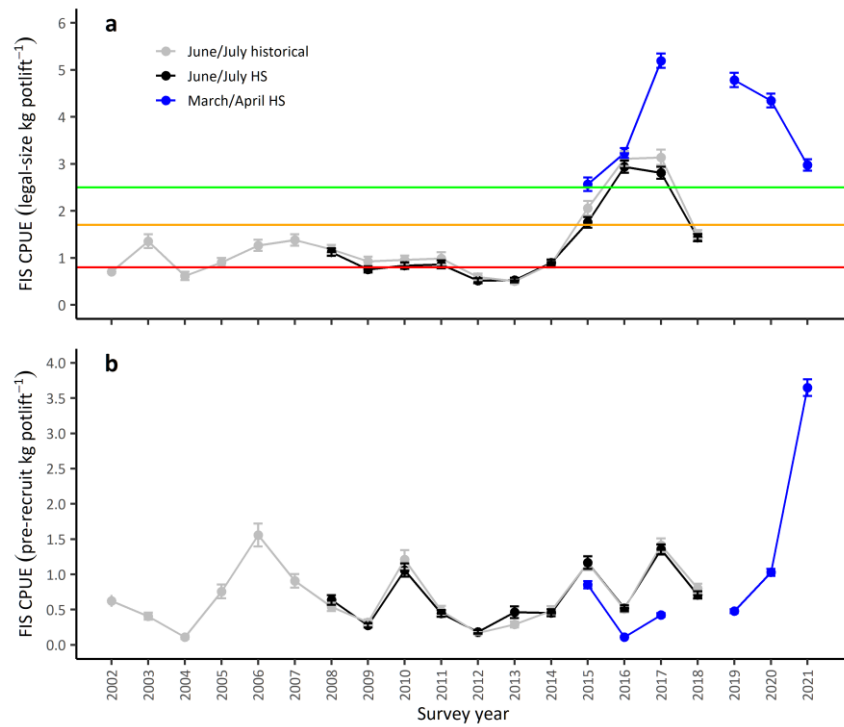 a
FIS CPUE (legal-size kg potlift⁻¹)
6
5
4
3
2
1
0
June/July historical
June/July HS
March/April HS
b
FIS CPUE (pre-recruit kg potlift⁻¹)
4.0
3.5
3.0
2.5
2.0
1.5
1.0
0.5
0.0
2002 2003 2004 2005 2006 2007 2008 2009 2010 2011 2012 2013 2014 2015 2016 2017 2018 2019 2020 2021
Survey year